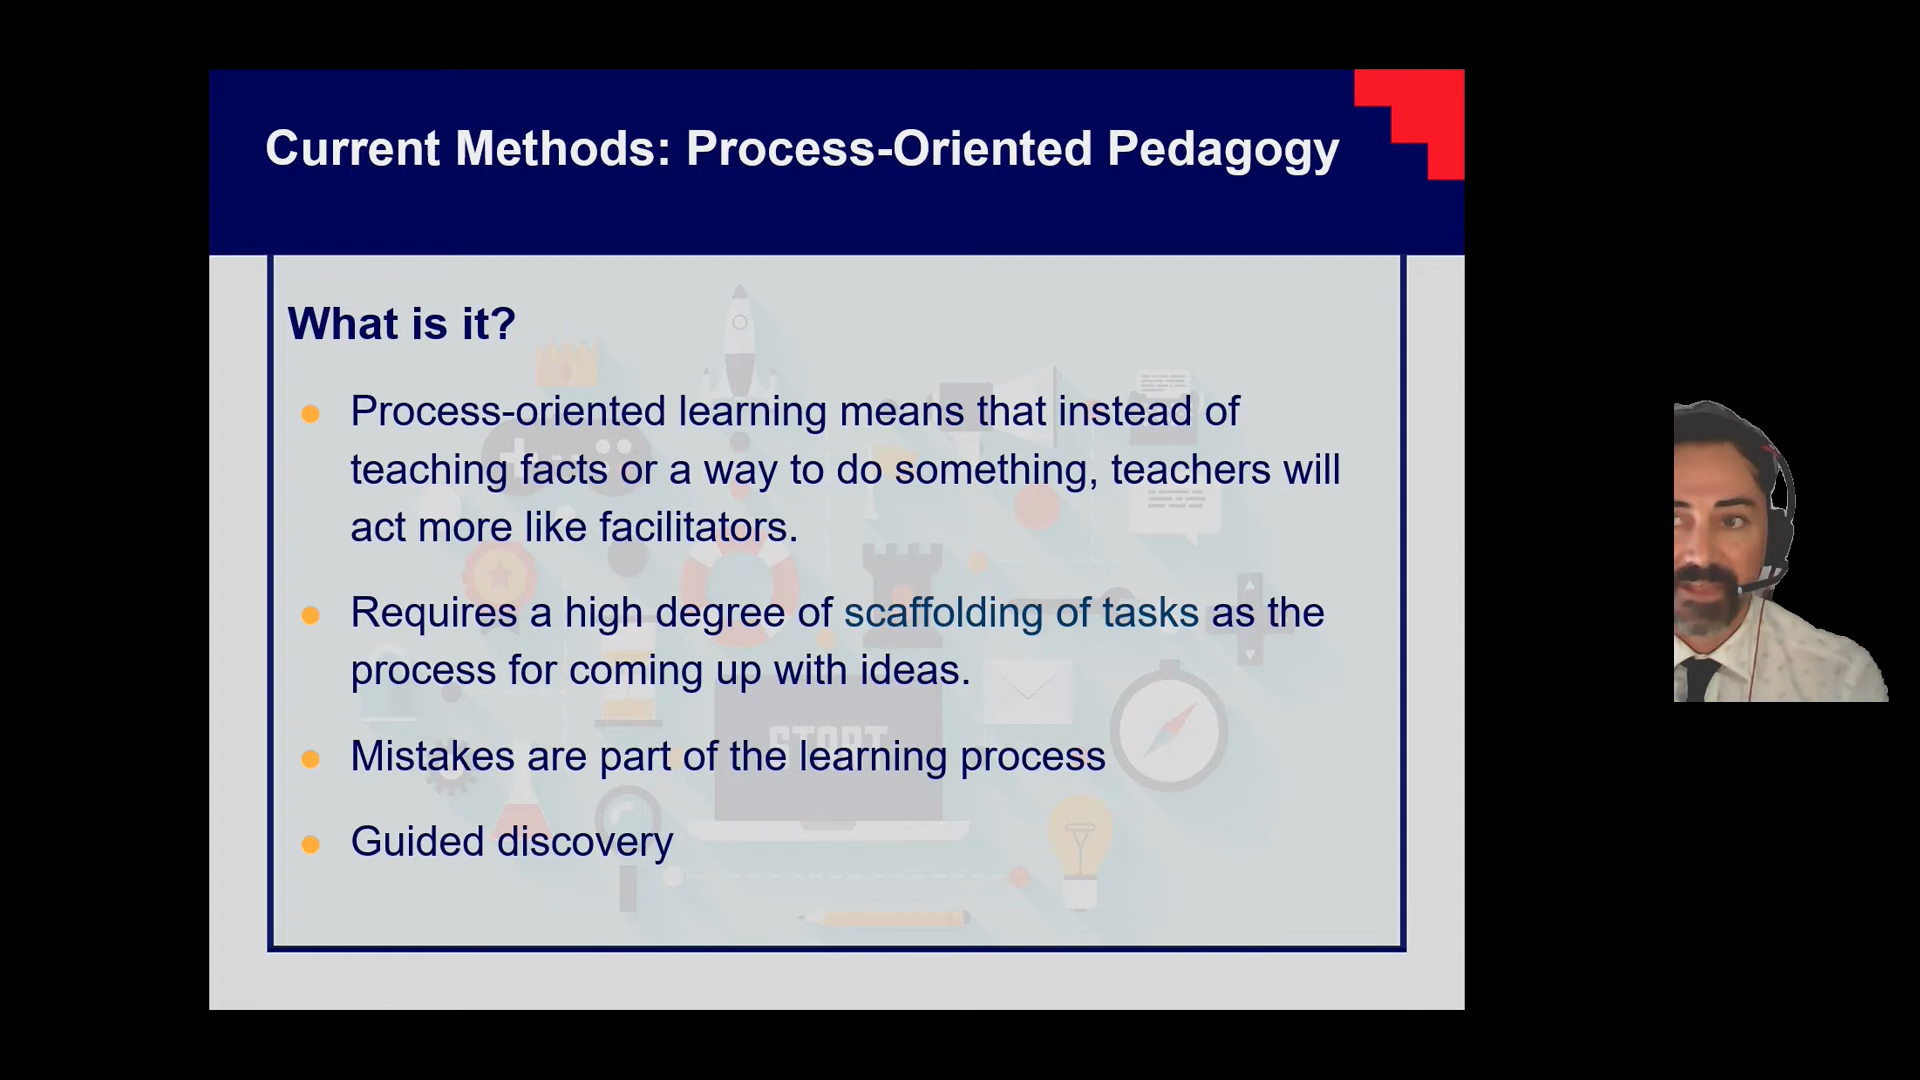 Current Methods: Process-Oriented Pedagogy
What is it?
Process-oriented learning means that instead of
teaching facts or a way to do something, teachers will
act more like facilitators.
Requires a high degree of scaffolding of tasks as the
process for coming up with ideas.
Mistakes are part of the learning process
Guided discovery
START